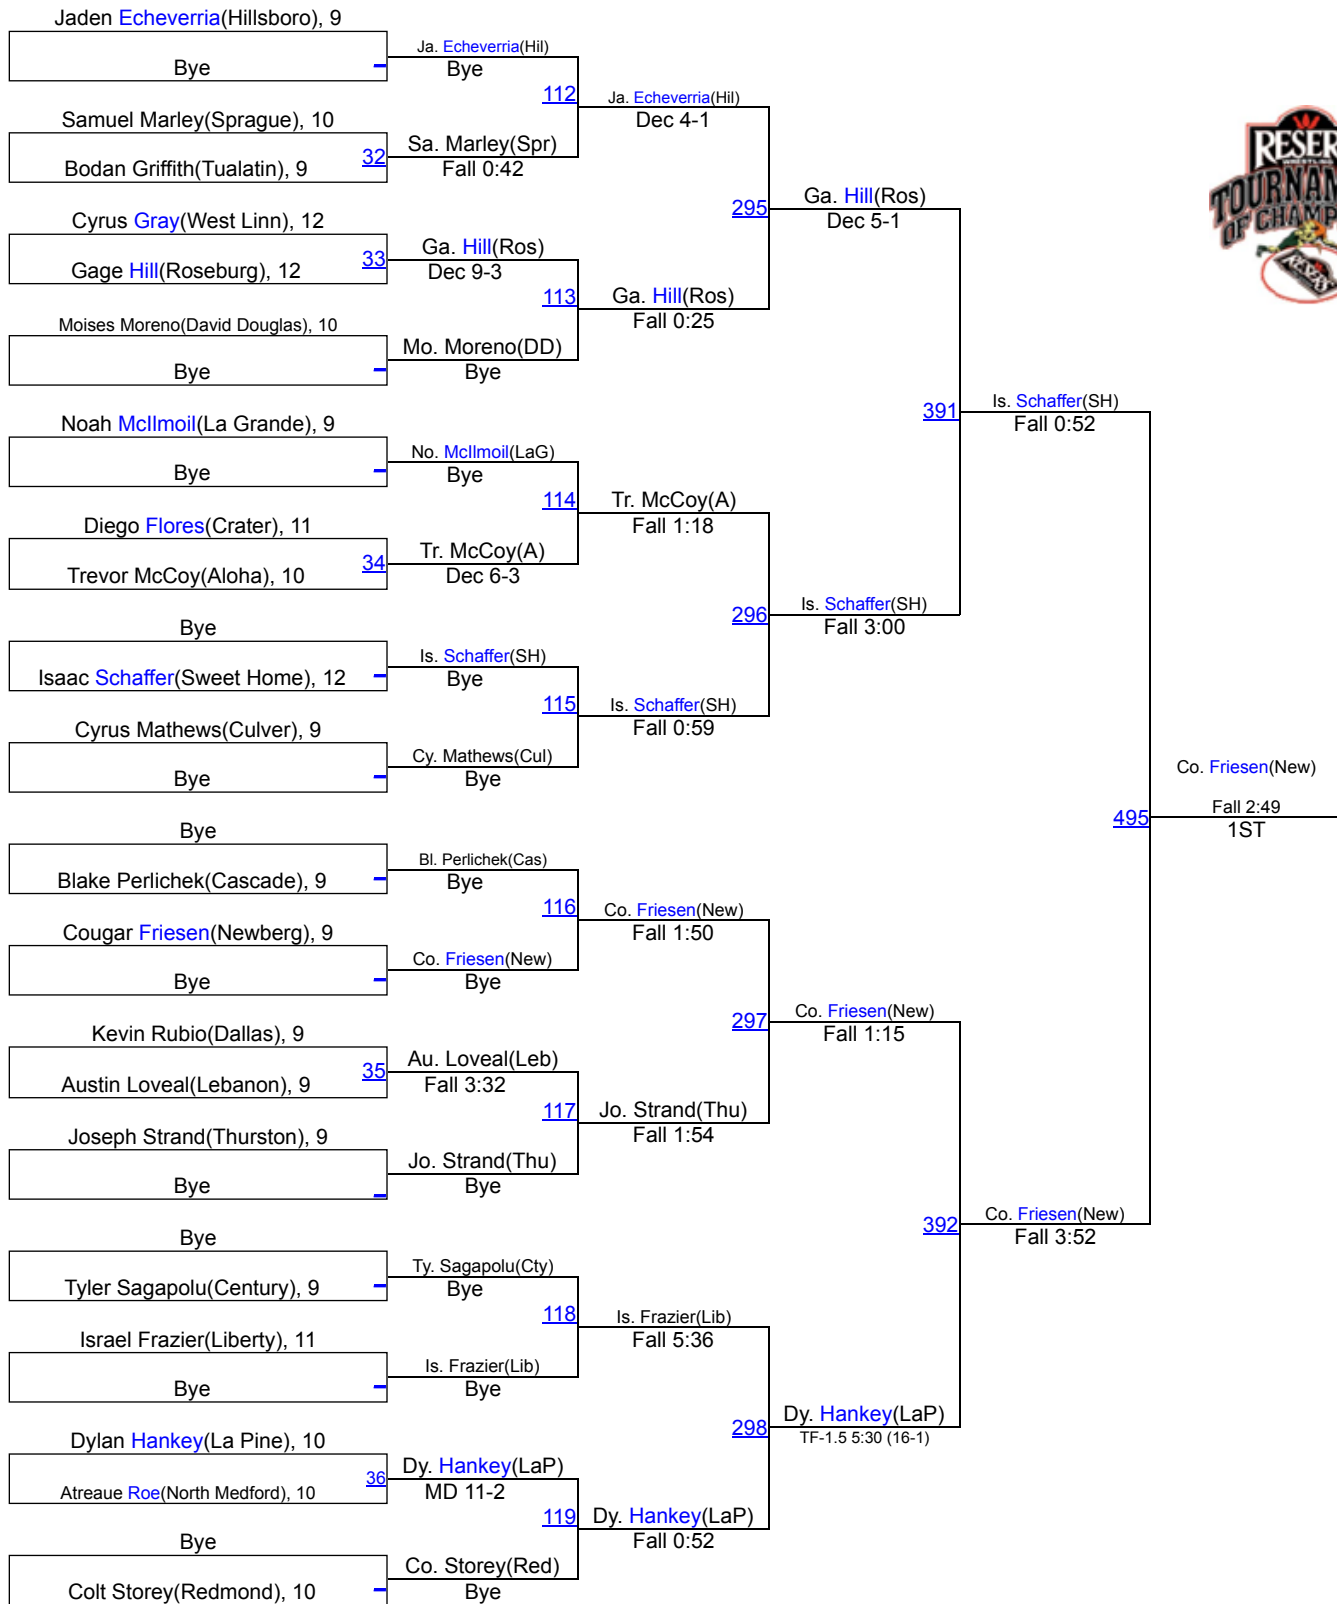 Jaden Echeverria(Hillsboro), 9
Bye
Samuel Marley(Sprague), 10
Bodan Griffith(Tualatin), 9
32
Cyrus Gray(West Linn), 12
Gage Hill(Roseburg), 12
33
Moises Moreno(David Douglas), 10
Bye
Noah McIlmoil(La Grande), 9
Bye
Diego Flores(Crater), 11
Trevor McCoy(Aloha), 10
34
Bye
Isaac Schaffer(Sweet Home), 12
Cyrus Mathews(Culver), 9
Bye
Bye
Blake Perlichek(Cascade), 9
Cougar Friesen(Newberg), 9
Bye
Kevin Rubio(Dallas), 9
Austin Loveal(Lebanon), 9
35
Joseph Strand(Thurston), 9
Bye
Bye
Tyler Sagapolu(Century), 9
Israel Frazier(Liberty), 11
Bye
Dylan Hankey(La Pine), 10
Atreaue Roe(North Medford), 10
36
Bye
Colt Storey(Redmond), 10
Ja. Echeverria(Hil)
Bye
112
Sa. Marley(Spr)
Fall 0:42
Ga. Hill(Ros)
Dec 9-3
113
Mo. Moreno(DD)
Bye
No. McIlmoil(LaG)
Bye
114
Tr. McCoy(A)
Dec 6-3
Is. Schaffer(SH)
Bye
115
Cy. Mathews(Cul)
Bye
Bl. Perlichek(Cas)
Bye
116
Co. Friesen(New)
Bye
Au. Loveal(Leb)
Fall 3:32
117
Jo. Strand(Thu)
Bye
Ty. Sagapolu(Cty)
Bye
118
Is. Frazier(Lib)
Bye
Dy. Hankey(LaP)
MD 11-2
119
Co. Storey(Red)
Bye
Ja. Echeverria(Hil)
Dec 4-1
295
Ga. Hill(Ros)
Fall 0:25
Tr. McCoy(A)
Fall 1:18
296
Is. Schaffer(SH)
Fall 0:59
Co. Friesen(New)
Fall 1:50
297
Jo. Strand(Thu)
Fall 1:54
Is. Frazier(Lib)
Fall 5:36
298
Dy. Hankey(LaP)
Fall 0:52
Ga. Hill(Ros)
Dec 5-1
391
Is. Schaffer(SH)
Fall 3:00
Co. Friesen(New)
Fall 1:15
392
Dy. Hankey(LaP)
TF-1.5 5:30 (16-1)
Is. Schaffer(SH)
Fall 0:52
495
Co. Friesen(New)
Fall 3:52
Co. Friesen(New)
Fall 2:49
1ST
RESER
OF